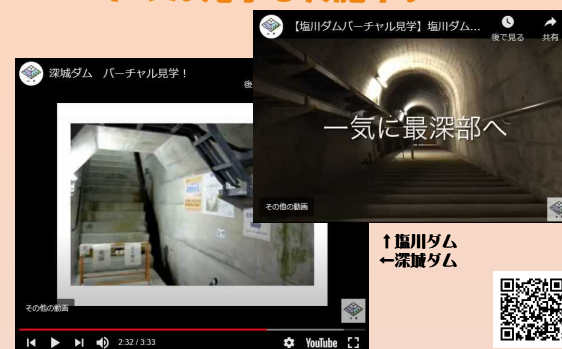 【塩川ダムバーチャル見学】塩川ダム...
後で見る
共有
深城ダム バーチャル見学！
後
一気に最深部へ
その他の動画
↑塩川ダム
←深城ダム
その他の動画
2:32 / 3:33
YouTube